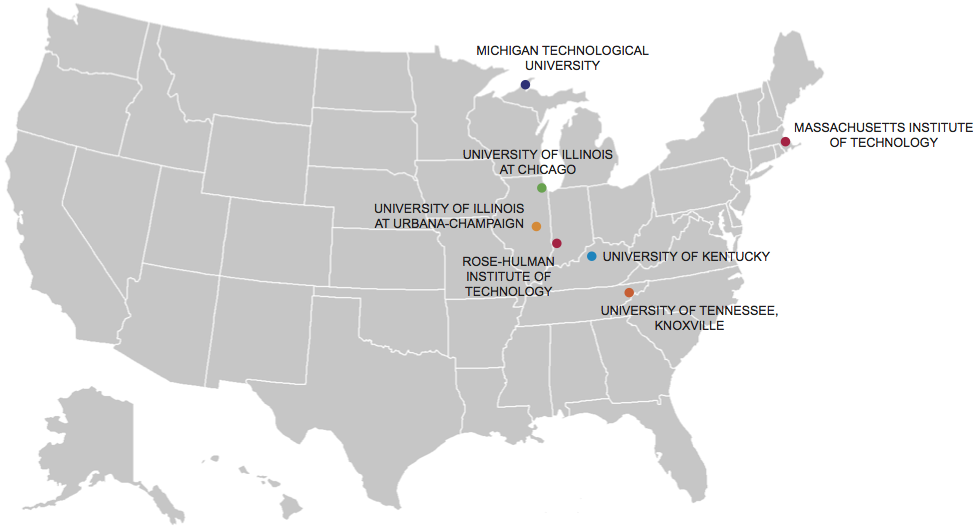 MICHIGAN TECHNOLOGICAL
UNIVERSITY
MASSACHUSETTS INSTITUTE
OF TECHNOLOGY
UNIVERSITY OF ILLINOIS
AT CHICAGO
UNIVERSITY OF ILLINOIS
AT URBANA-CHAMPAIGN
ROSE-HULMAN
INSTITUTE OF
TECHNOLOGY
UNIVERSITY OF KENTUCKY
UNIVERSITY OF TENNESSEE,
KNOXVILLE